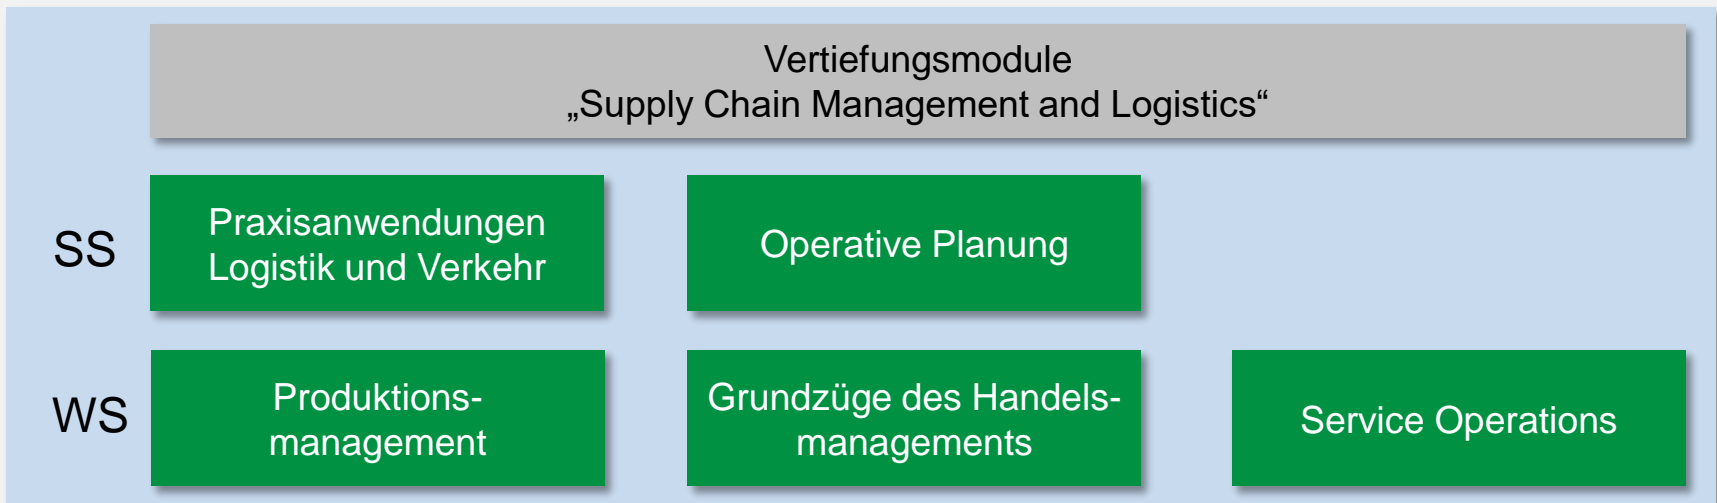 Vertiefungsmodule
„Supply Chain Management and Logistics“
SS
Praxisanwendungen
Logistik und Verkehr
Operative Planung
WS
Produktions-
management
Grundzüge des Handels-
managements
Service Operations